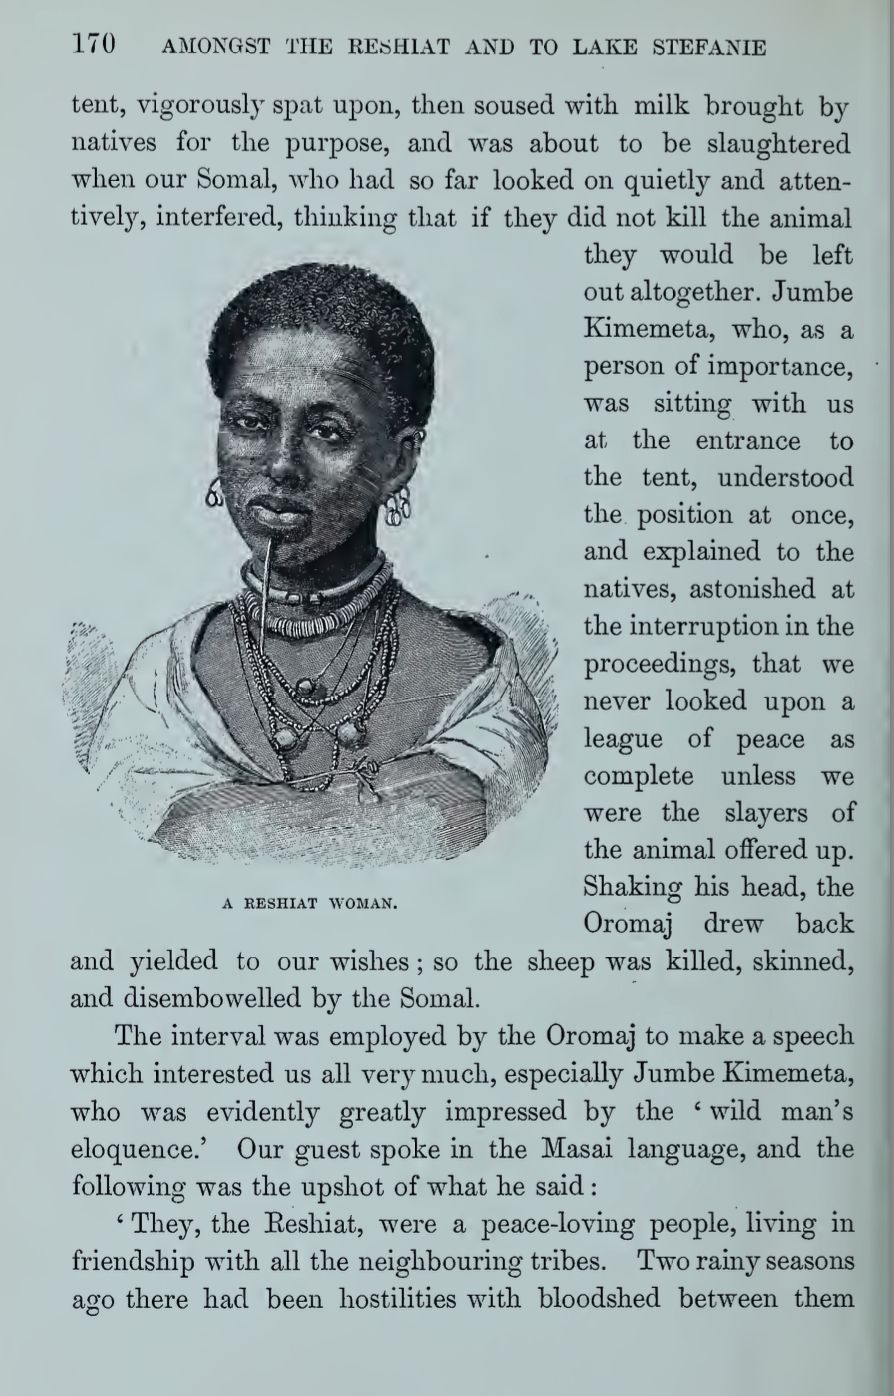 170 AMONGST THE RESHIAT AND TO LAKE STEFANIE
tent, vigorously spat upon, then soused with milk brought by
natives for the purpose, and was about to be slaughtered
when our Somal, who had so far looked on quietly and atten-
tively, interfered, thinking that if they did not kill the animal
they would be left
out altogether. Jumbe
Kimemeta, who, as a
person of importance,
was sitting with us
at the entrance to
the tent, understood
the position at once,
and explained to the
natives, astonished at
the interruption in the
proceedings, that we
never looked upon a
league of peace as
complete unless we
were the slayers of
the animal offered up.
Shaking his head, the
Oromaj drew back
A RESHIAT WOMAN.
and yielded to our wishes ; so the sheep was killed, skinned,
and disembowelled by the Somal.
The interval was employed by the Oromaj to make a speech
which interested us all very much, especially Jumbe Kimemeta,
who was evidently greatly impressed by the ‘ wild man’s
eloquence.’ Our guest spoke in the Masai language, and the
following was the upshot of what he said :
‘ They, the Reshiat, were a peace-loving people, living in
friendship with all the neighbouring tribes. Two rainy seasons
ago there had been hostilities with bloodshed between them